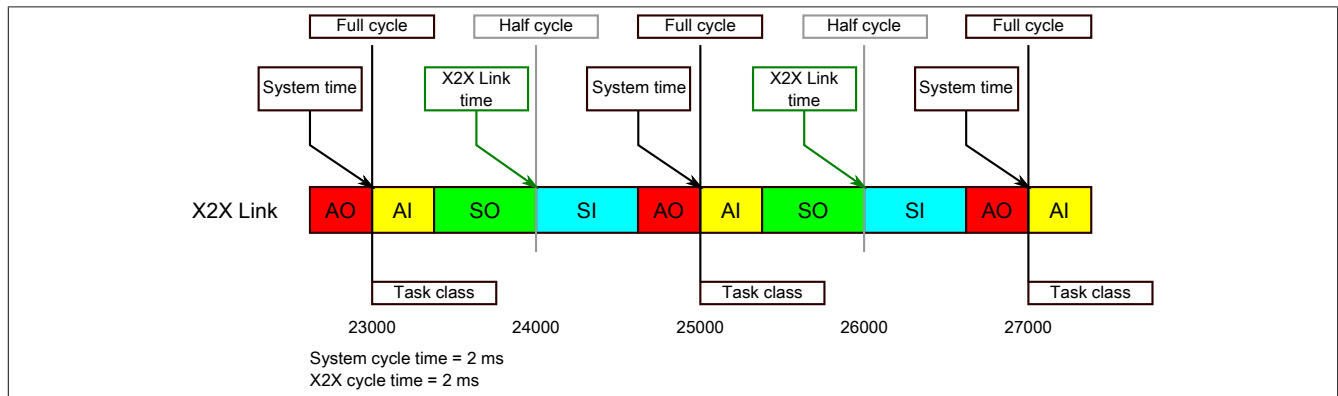 Full cycle Half cycle Full cycle Half cycle Full cycle
System time X2X Link time System time X2X Link time System time
X2X Link AO AI SO SI AO AI SO SI AO AI
Task class Task class Task class
23000 24000 25000 26000 27000
System cycle time = 2 ms
X2X cycle time = 2 ms